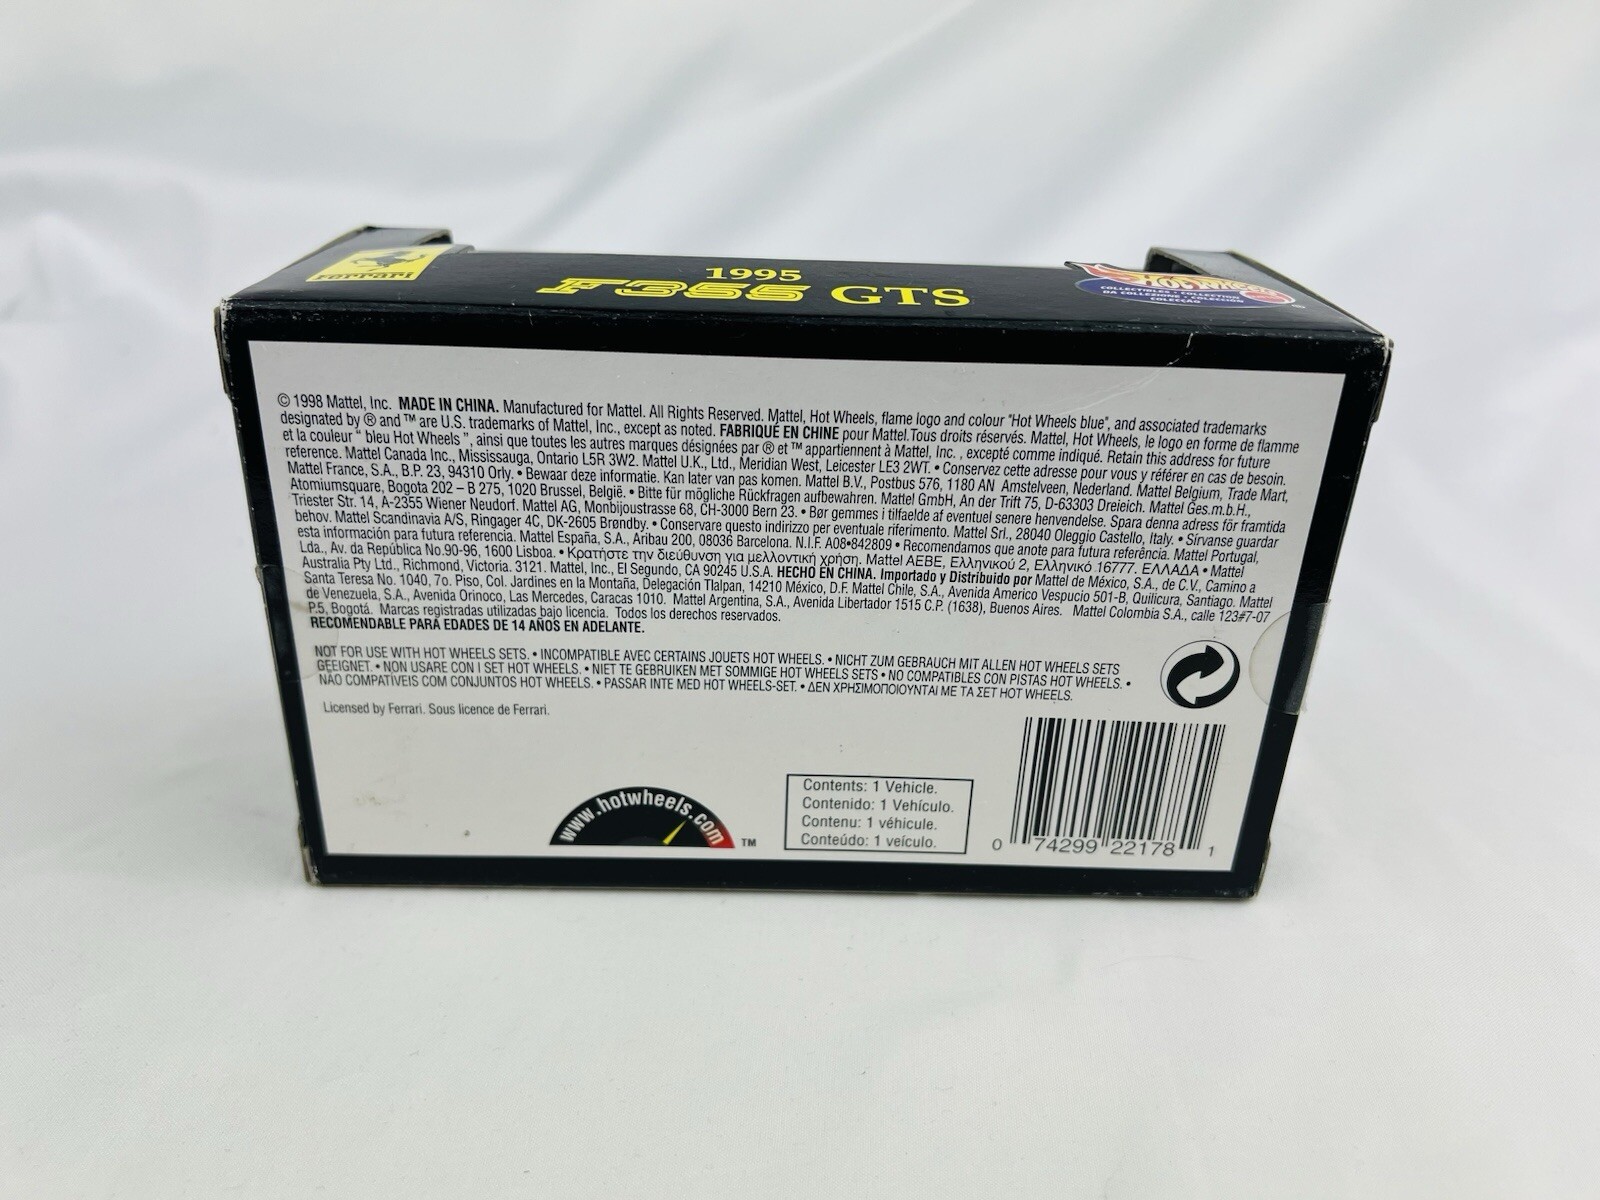 Ferrari
1995
F355 GTS
Hot Wheels
COLLECTIBLES • COLLECTION
DA COLLEZIONE • COLECCIÓN
COLECÇÃO
© 1998 Mattel, Inc. MADE IN CHINA. Manufactured for Mattel. All Rights Reserved. Mattel, Hot Wheels, flame logo and colour "Hot Wheels blue", and associated trademarks
designated by ® and ™ are U.S. trademarks of Mattel, Inc., except as noted. FABRIQUÉ EN CHINE pour Mattel.Tous droits réservés. Mattel, Hot Wheels, le logo en forme de flamme
et la couleur " bleu Hot Wheels ", ainsi que toutes les autres marques désignées par ® et ™ appartiennent à Mattel, Inc. , excepté comme indiqué. Retain this address for future
reference. Mattel Canada Inc., Mississauga, Ontario L5R 3W2. Mattel U.K., Ltd., Meridian West, Leicester LE3 2WT. • Conservez cette adresse pour vous y référer en cas de besoin.
Mattel France, S.A., B.P. 23, 94310 Orly. • Bewaar deze informatie. Kan later van pas komen. Mattel B.V., Postbus 576, 1180 AN Amstelveen, Nederland. Mattel Belgium, Trade Mart,
Atomiumsquare, Bogota 202 – B 275, 1020 Brussel, België. • Bitte für mögliche Rückfragen aufbewahren. Mattel GmbH, An der Trift 75, D-63303 Dreieich. Mattel Ges.m.b.H.,
Triester Str. 14, A-2355 Wiener Neudorf. Mattel AG, Monbijoustrasse 68, CH-3000 Bern 23. • Bør gemmes i tilfaelde af eventuel senere henvendelse. Spara denna adress för framtida
behov. Mattel Scandinavia A/S, Ringager 4C, DK-2605 Brøndby. • Conservare questo indirizzo per eventuale riferimento. Mattel Srl., 28040 Oleggio Castello, Italy. • Sírvanse guardar
esta información para futura referencia. Mattel España, S.A., Aribau 200, 08036 Barcelona. N.I.F. A08•842809 • Recomendamos que anote para futura referência. Mattel Portugal,
Lda., Av. da República No.90-96, 1600 Lisboa. • Κρατήστε την διεύθυνση για μελλοντική χρήση. Mattel AEBE, Ελληνικού 2, Ελληνικό 16777. ΕΛΛΑΔΑ • Mattel
Australia Pty Ltd., Richmond, Victoria. 3121. Mattel, Inc., El Segundo, CA 90245 U.S.A. HECHO EN CHINA. Importado y Distribuido por Mattel de México, S.A., de C.V., Camino a
Santa Teresa No. 1040, 7o. Piso, Col. Jardines en la Montaña, Delegación Tlalpan, 14210 México, D.F. Mattel Chile, S.A., Avenida Americo Vespucio 501-B, Quilicura, Santiago. Mattel
de Venezuela, S.A., Avenida Orinoco, Las Mercedes, Caracas 1010. Mattel Argentina, S.A., Avenida Libertador 1515 C.P. (1638), Buenos Aires. Mattel Colombia S.A., calle 123#7-07
P.5, Bogotá. Marcas registradas utilizadas bajo licencia. Todos los derechos reservados.
RECOMENDABLE PARA EDADES DE 14 AÑOS EN ADELANTE.
NOT FOR USE WITH HOT WHEELS SETS. • INCOMPATIBLE AVEC CERTAINS JOUETS HOT WHEELS. • NICHT ZUM GEBRAUCH MIT ALLEN HOT WHEELS SETS
GEEIGNET. • NON USARE CON I SET HOT WHEELS. • NIET TE GEBRUIKEN MET SOMMIGE HOT WHEELS SETS • NO COMPATIBLES CON PISTAS HOT WHEELS. •
NÃO COMPATÍVEIS COM CONJUNTOS HOT WHEELS. • PASSAR INTE MED HOT WHEELS-SET. • ΔΕΝ ΧΡΗΣΙΜΟΠΟΙΟΥΝΤΑΙ ΜΕ ΤΑ ΣΕΤ HOT WHEELS.
Licensed by Ferrari. Sous licence de Ferrari.
www.hotwheels.com ™
Contents: 1 Vehicle.
Contenido: 1 Vehículo.
Contenu: 1 véhicule.
Conteúdo: 1 veículo.
0 74299 22178 1